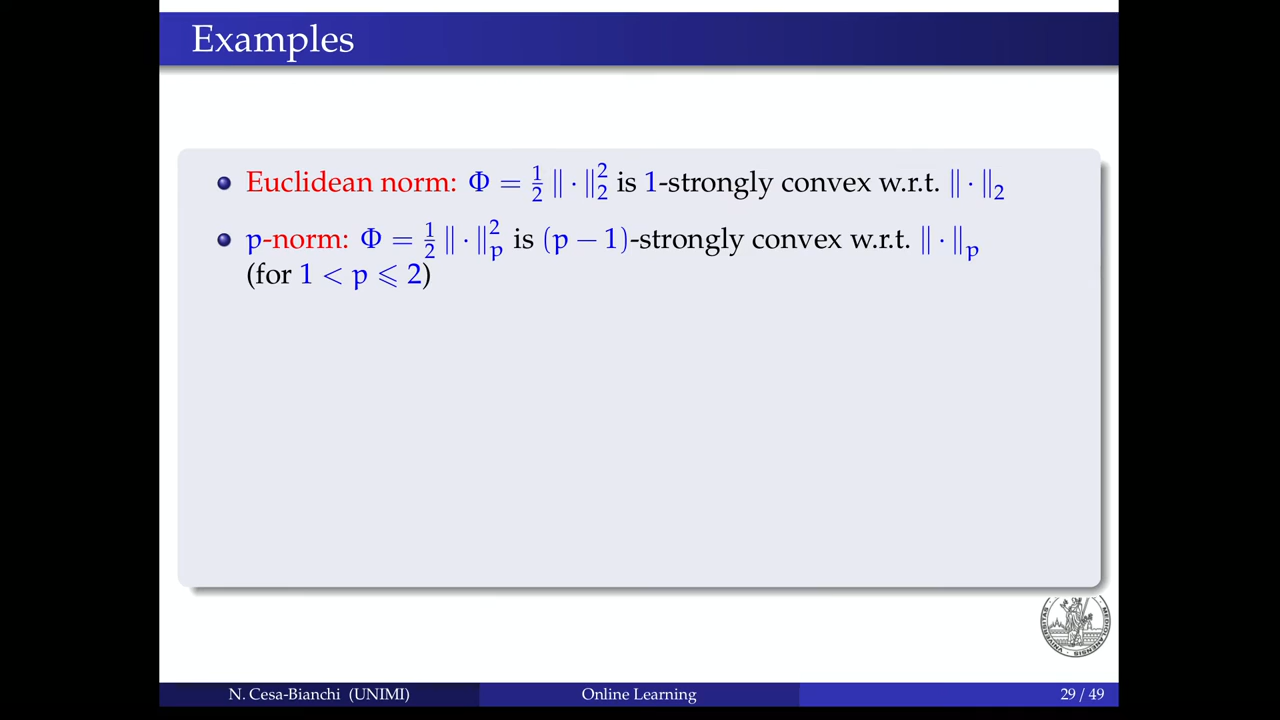 Examples
Euclidean norm: Φ = ½ ‖ · ‖₂² is 1-strongly convex w.r.t. ‖ · ‖₂
p-norm: Φ = ½ ‖ · ‖ₚ² is (p − 1)-strongly convex w.r.t. ‖ · ‖ₚ
(for 1 < p ⩽ 2)
N. Cesa-Bianchi (UNIMI)
Online Learning
29 / 49